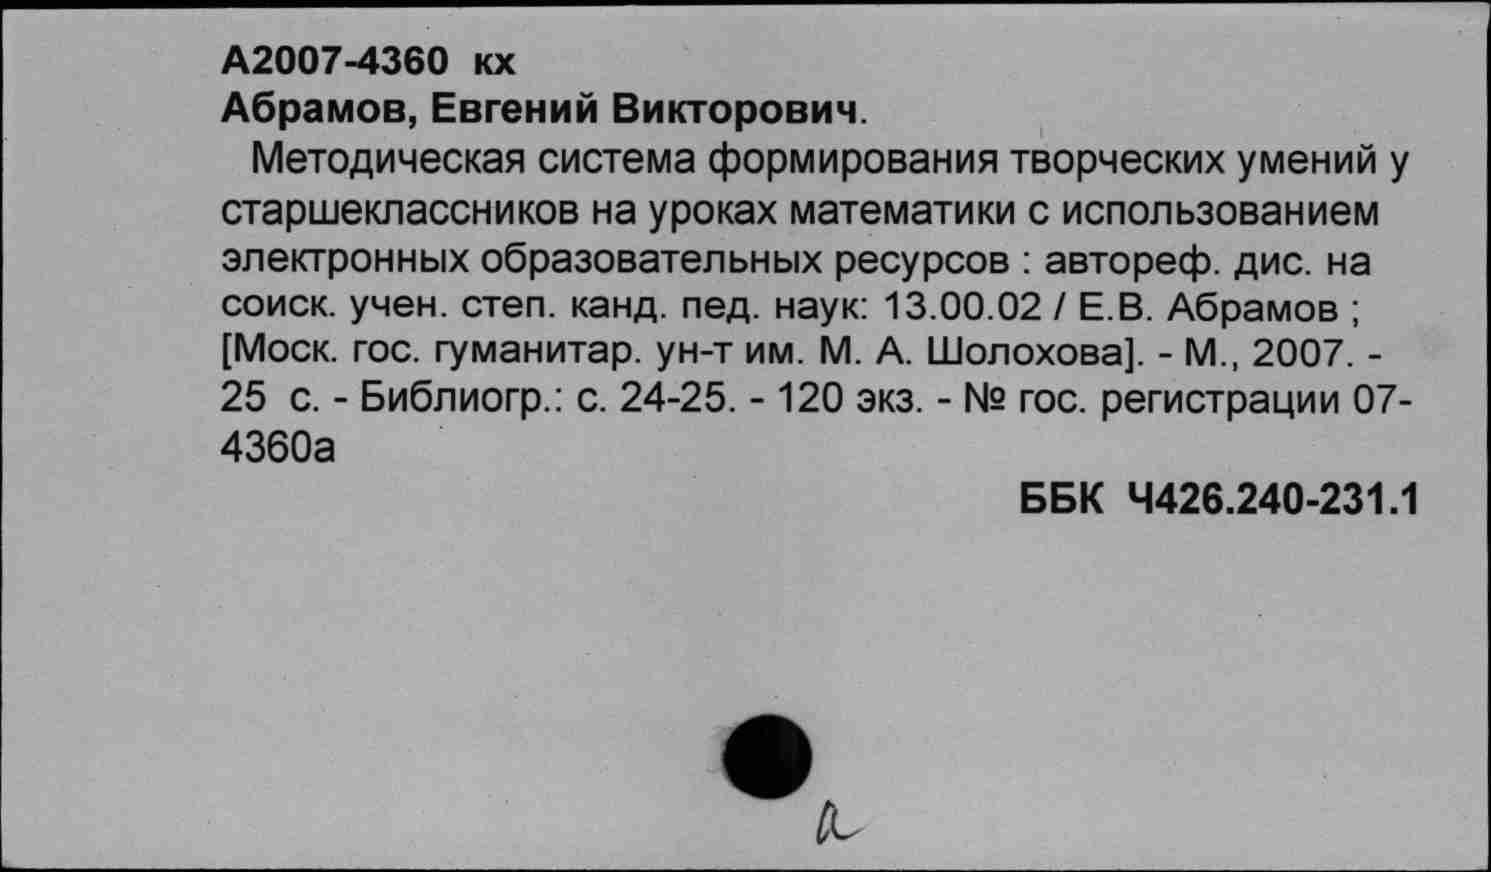 А2007-4360 кх
Абрамов, Евгений Викторович.
Методическая система формирования творческих умений у
старшеклассников на уроках математики с использованием
электронных образовательных ресурсов : автореф. дис. на
соиск. учен. степ. канд. пед. наук: 13.00.02 / Е.В. Абрамов ;
[Моск. гос. гуманитар. ун-т им. М. А. Шолохова]. - М., 2007. -
25 с. - Библиогр.: с. 24-25. - 120 экз. - № гос. регистрации 07-
4360а
ББК Ч426.240-231.1
а